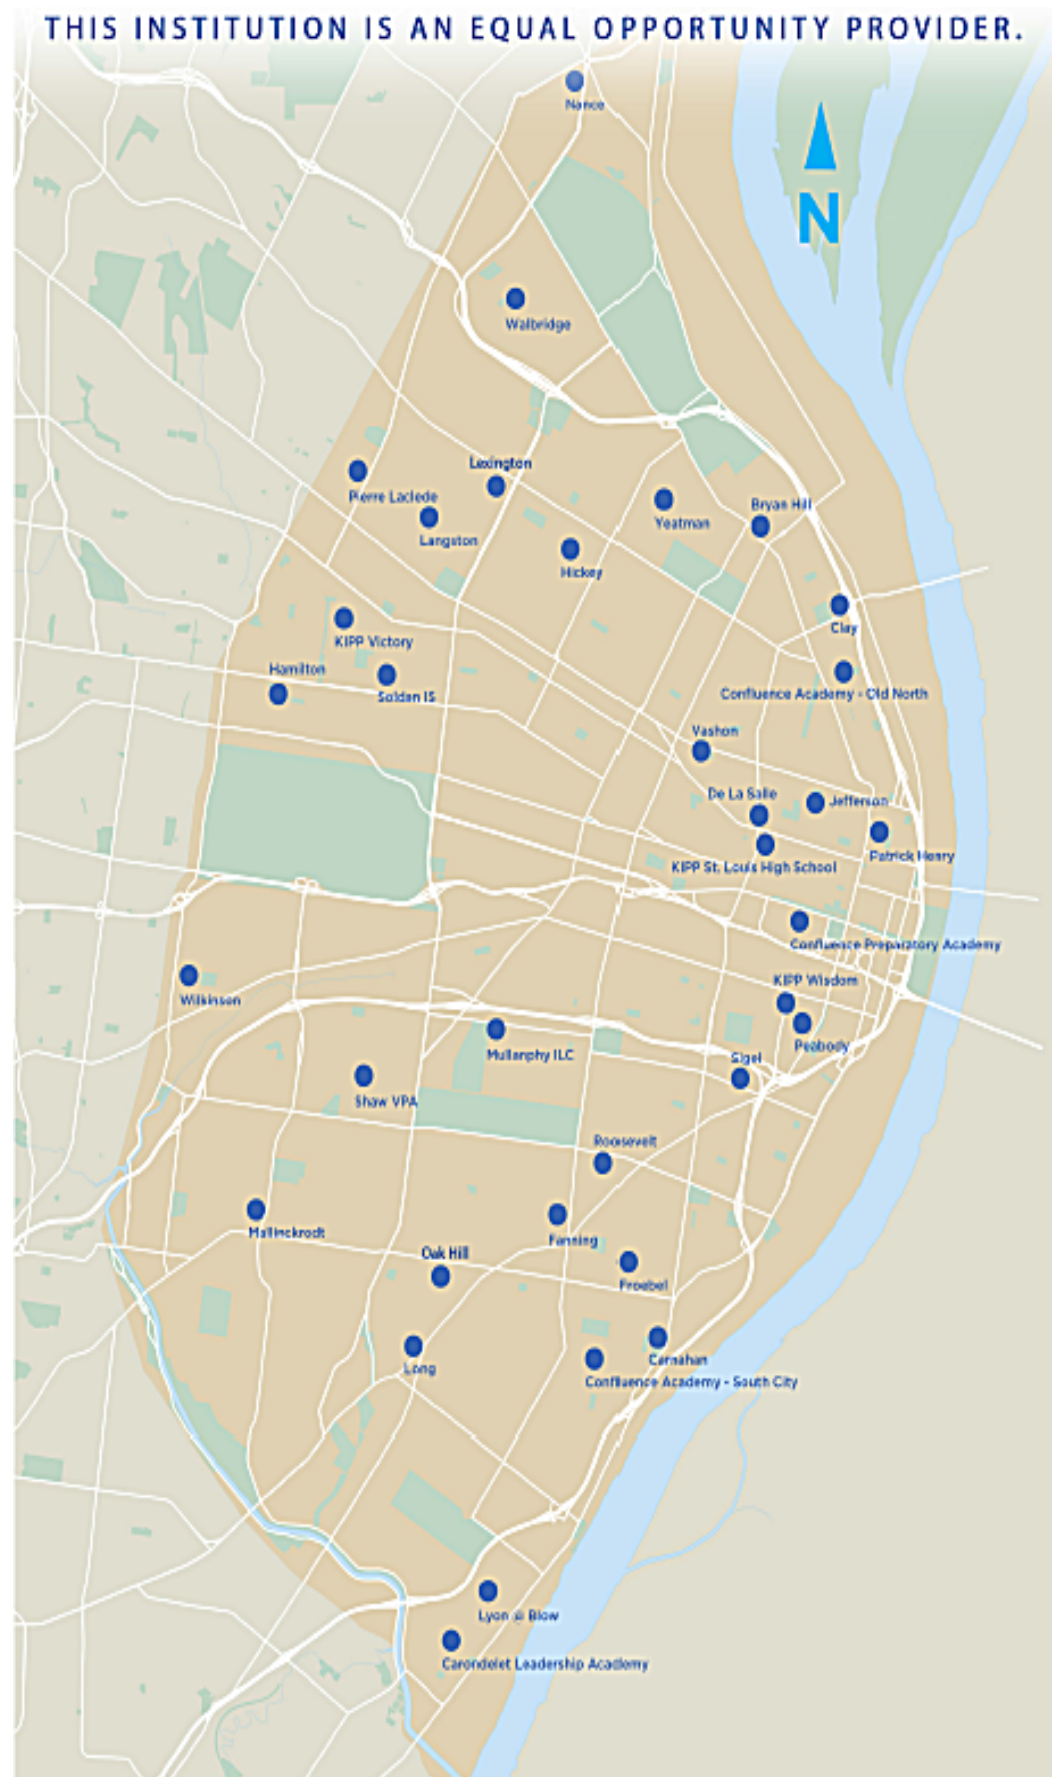 THIS INSTITUTION IS AN EQUAL OPPORTUNITY PROVIDER.
Nance
N
Walbridge
Lexington
Pierre Laclede
Bryan Hill
Yeatman
Langston
Hickey
Clay
KIPP Victory
Hamilton
Soldan IS
Confluence Academy - Old North
Vashon
De La Salle
Jefferson
Patrick Henry
KIPP St. Louis High School
Confluence Preparatory Academy
KIPP Wisdom
Wilkinson
Peabody
Mullanphy ILC
Sigel
Shaw VPA
Roosevelt
Mallinckrodt
Fanning
Oak Hill
Froebel
Carnahan
Long
Confluence Academy - South City
Lyon @ Blow
Carondelet Leadership Academy